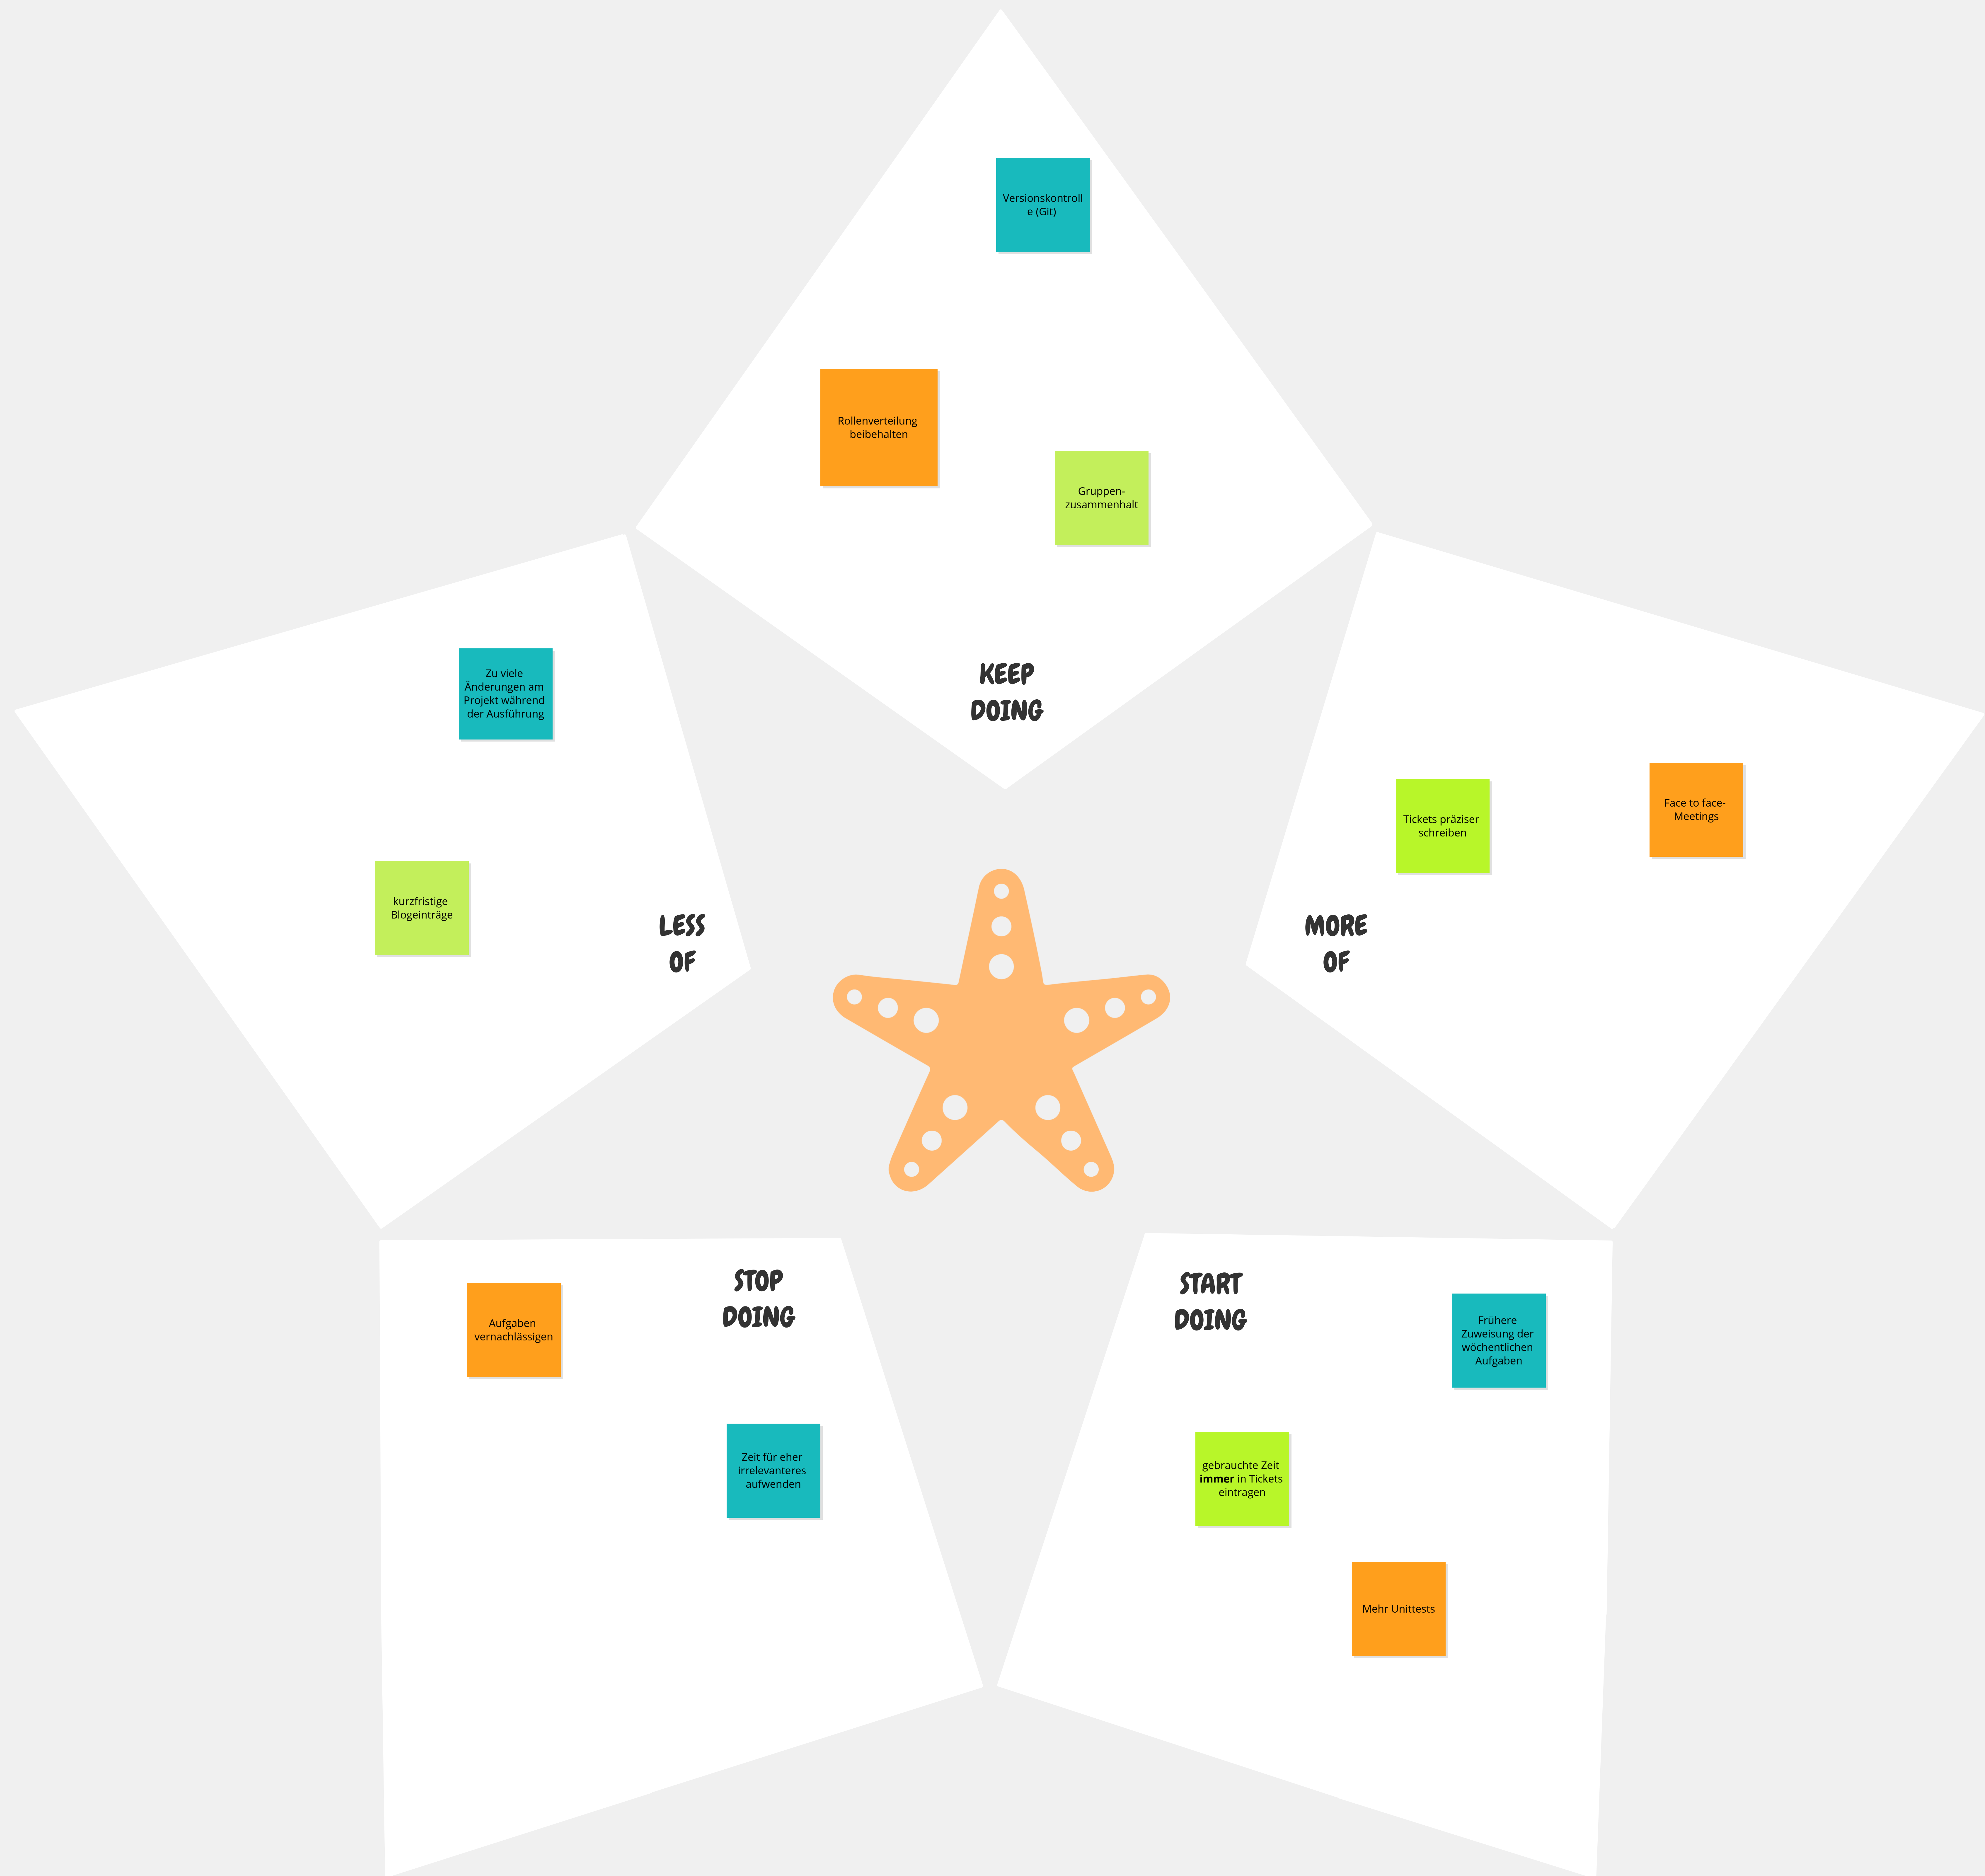 Versionskontroll
e (Git)
Rollenverteilung
beibehalten
Gruppen-
zusammenhalt
KEEP
DOING
Zu viele
Änderungen am
Projekt während
der Ausführung
kurzfristige
Blogeinträge
LESS
OF
Tickets präziser
schreiben
Face to face-
Meetings
MORE
OF
STOP
DOING
Aufgaben
vernachlässigen
Zeit für eher
irrelevanteres
aufwenden
START
DOING
Frühere
Zuweisung der
wöchentlichen
Aufgaben
gebrauchte Zeit
immer in Tickets
eintragen
Mehr Unittests